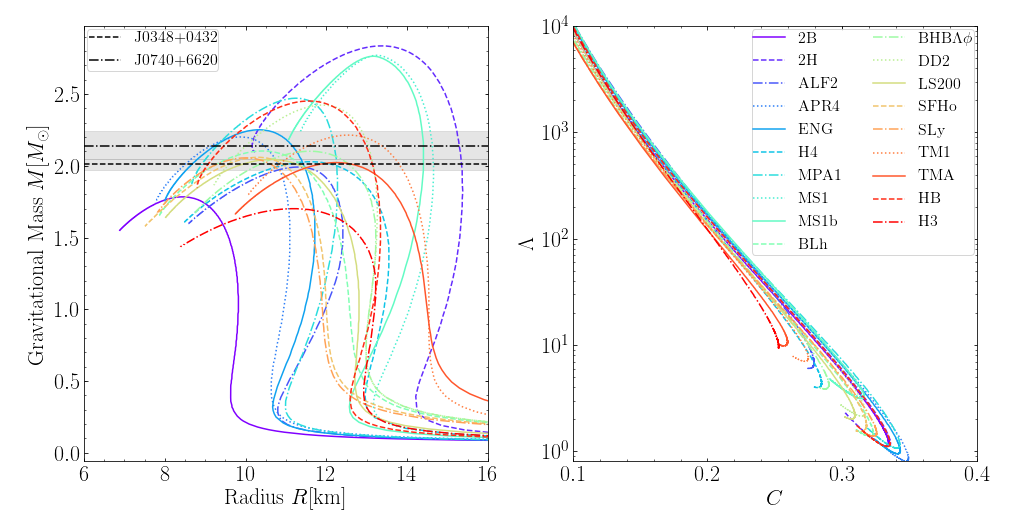 J0348+0432
J0740+6620
Gravitational Mass M[M⊙]
2.5
2.0
1.5
1.0
0.5
0.0
6
8
10
12
14
16
Radius R[km]
Λ
10⁴
10³
10²
10¹
10⁰
2B
2H
ALF2
APR4
ENG
H4
MPA1
MS1
MS1b
BLh
BHBΛϕ
DD2
LS200
SFHo
SLy
TM1
TMA
HB
H3
0.1
0.2
0.3
0.4
C